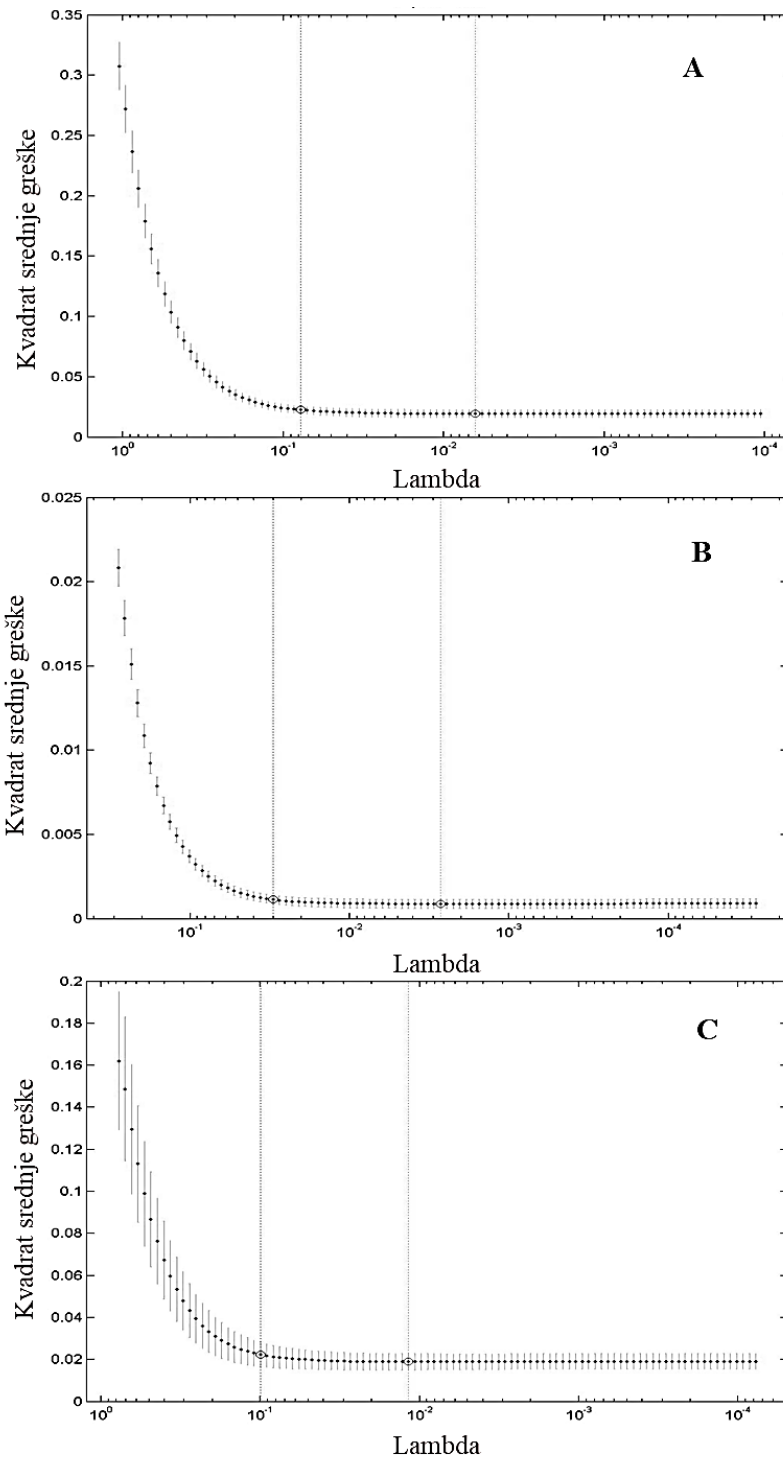 0.35
A
0.3
0.25
0.2
0.15
0.1
0.05
0
Kvadrat srednje greške
10⁰ 10⁻¹ 10⁻² 10⁻³ 10⁻⁴
Lambda
0.025
B
0.02
0.015
0.01
0.005
0
Kvadrat srednje greške
10⁻¹ 10⁻² 10⁻³ 10⁻⁴
Lambda
0.2
C
0.18
0.16
0.14
0.12
0.1
0.08
0.06
0.04
0.02
0
Kvadrat srednje greške
10⁰ 10⁻¹ 10⁻² 10⁻³ 10⁻⁴
Lambda